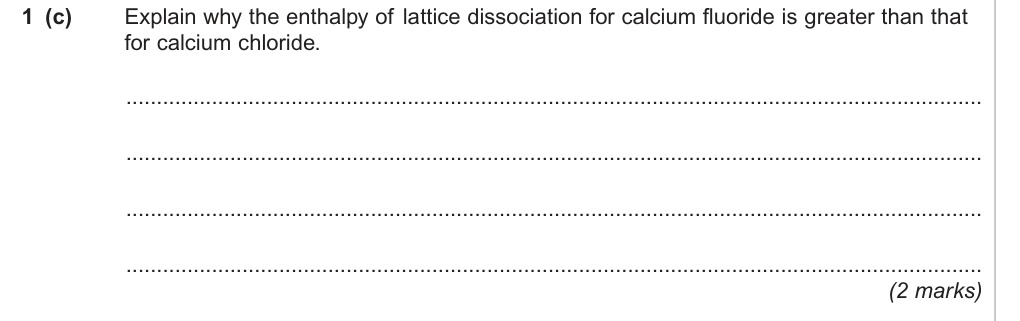 1 (c) Explain why the enthalpy of lattice dissociation for calcium fluoride is greater than that
for calcium chloride.
(2 marks)